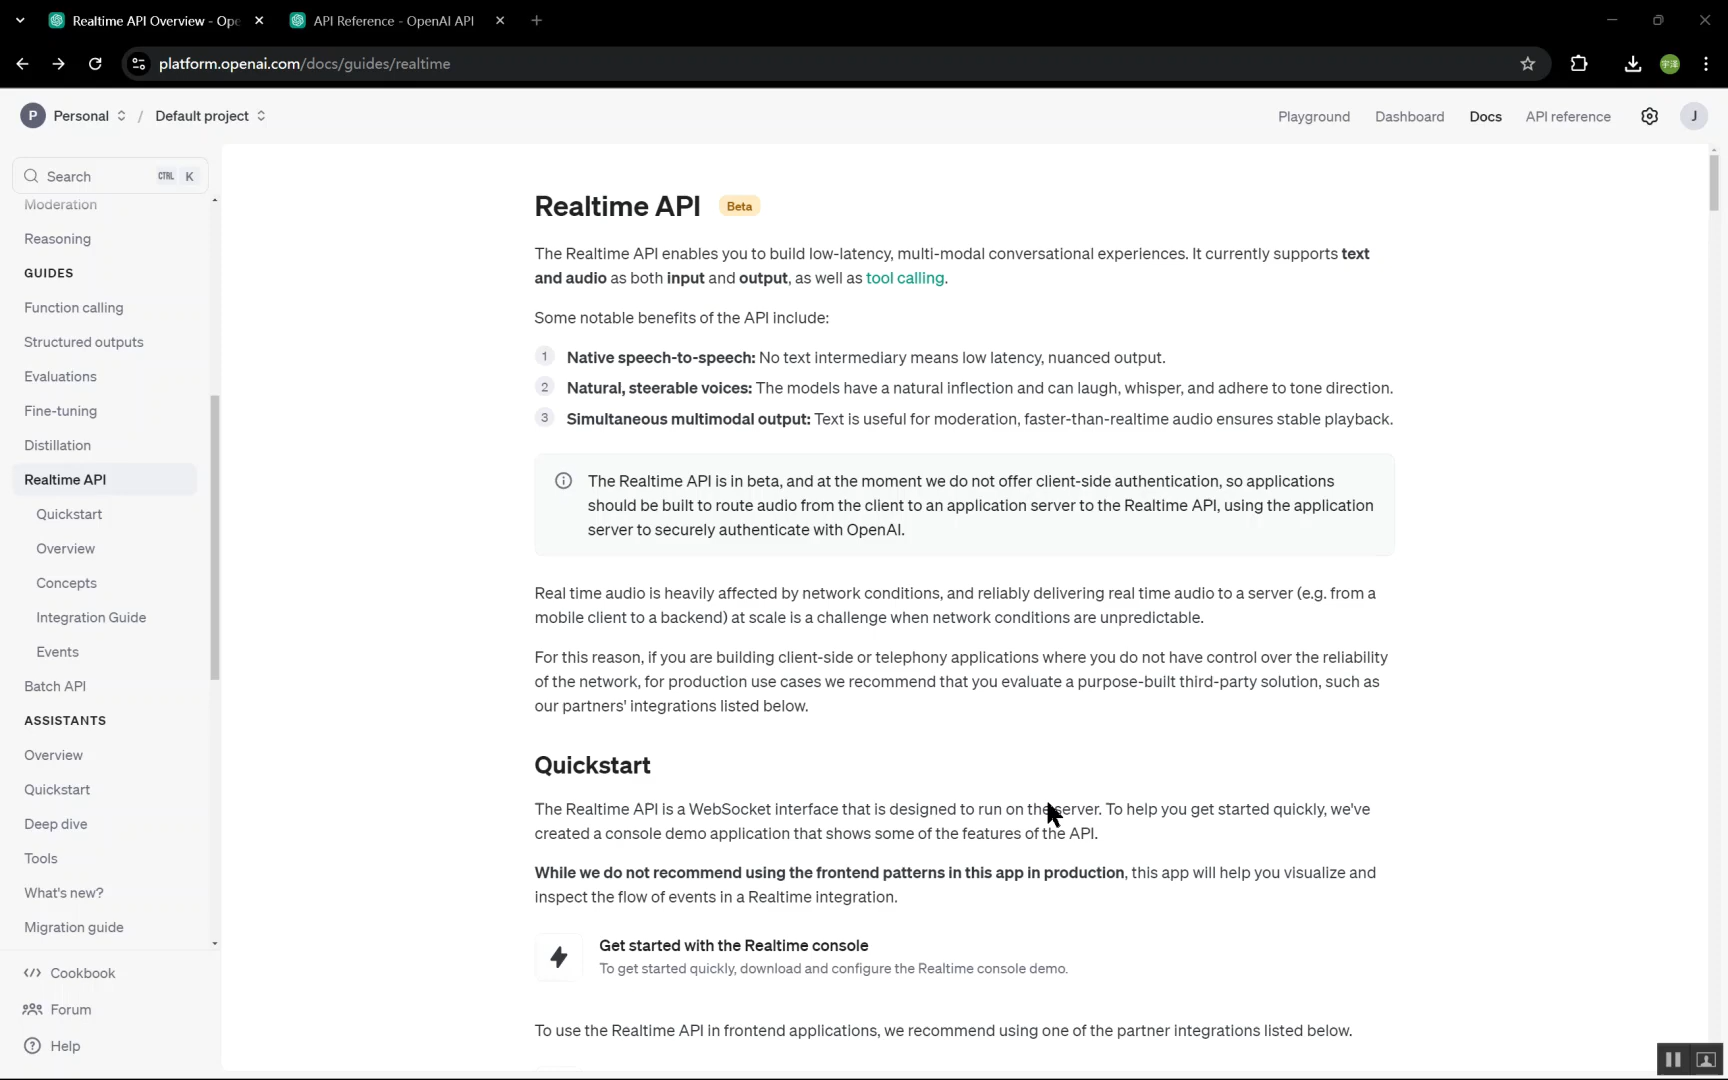 Realtime API Overview - Ope
API Reference - OpenAI API
platform.openai.com/docs/guides/realtime
宇泽
P Personal / Default project
Playground Dashboard Docs API reference J
Search CTRL K
Moderation
Reasoning
GUIDES
Function calling
Structured outputs
Evaluations
Fine-tuning
Distillation
Realtime API
Quickstart
Overview
Concepts
Integration Guide
Events
Batch API
ASSISTANTS
Overview
Quickstart
Deep dive
Tools
What's new?
Migration guide
Cookbook
Forum
Help
Realtime API Beta
The Realtime API enables you to build low-latency, multi-modal conversational experiences. It currently supports text
and audio as both input and output, as well as tool calling.
Some notable benefits of the API include:
1 Native speech-to-speech: No text intermediary means low latency, nuanced output.
2 Natural, steerable voices: The models have a natural inflection and can laugh, whisper, and adhere to tone direction.
3 Simultaneous multimodal output: Text is useful for moderation, faster-than-realtime audio ensures stable playback.
The Realtime API is in beta, and at the moment we do not offer client-side authentication, so applications
should be built to route audio from the client to an application server to the Realtime API, using the application
server to securely authenticate with OpenAI.
Real time audio is heavily affected by network conditions, and reliably delivering real time audio to a server (e.g. from a
mobile client to a backend) at scale is a challenge when network conditions are unpredictable.
For this reason, if you are building client-side or telephony applications where you do not have control over the reliability
of the network, for production use cases we recommend that you evaluate a purpose-built third-party solution, such as
our partners' integrations listed below.
Quickstart
The Realtime API is a WebSocket interface that is designed to run on the server. To help you get started quickly, we've
created a console demo application that shows some of the features of the API.
While we do not recommend using the frontend patterns in this app in production, this app will help you visualize and
inspect the flow of events in a Realtime integration.
Get started with the Realtime console
To get started quickly, download and configure the Realtime console demo.
To use the Realtime API in frontend applications, we recommend using one of the partner integrations listed below.